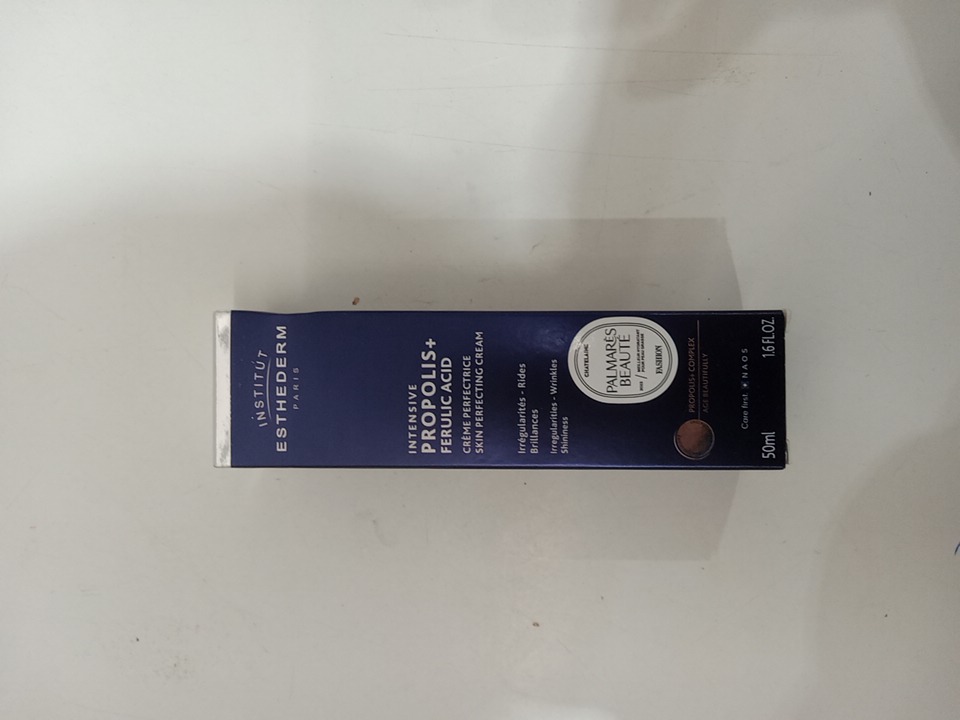 INSTITUT
ESTHEDERM
PARIS
INTENSIVE
PROPOLIS+
FERULIC ACID
CRÈME PERFECTRICE
SKIN PERFECTING CREAM
Irrégularités - Rides
Brillances
Irregularities - Wrinkles
Shininess
CHATELAINE
PALMARÈS
BEAUTÉ
FASHION
PROPOLIS+ COMPLEX
AGE BEAUTIFULLY
Care first. NAOS
50ml 1.6 FL.OZ.